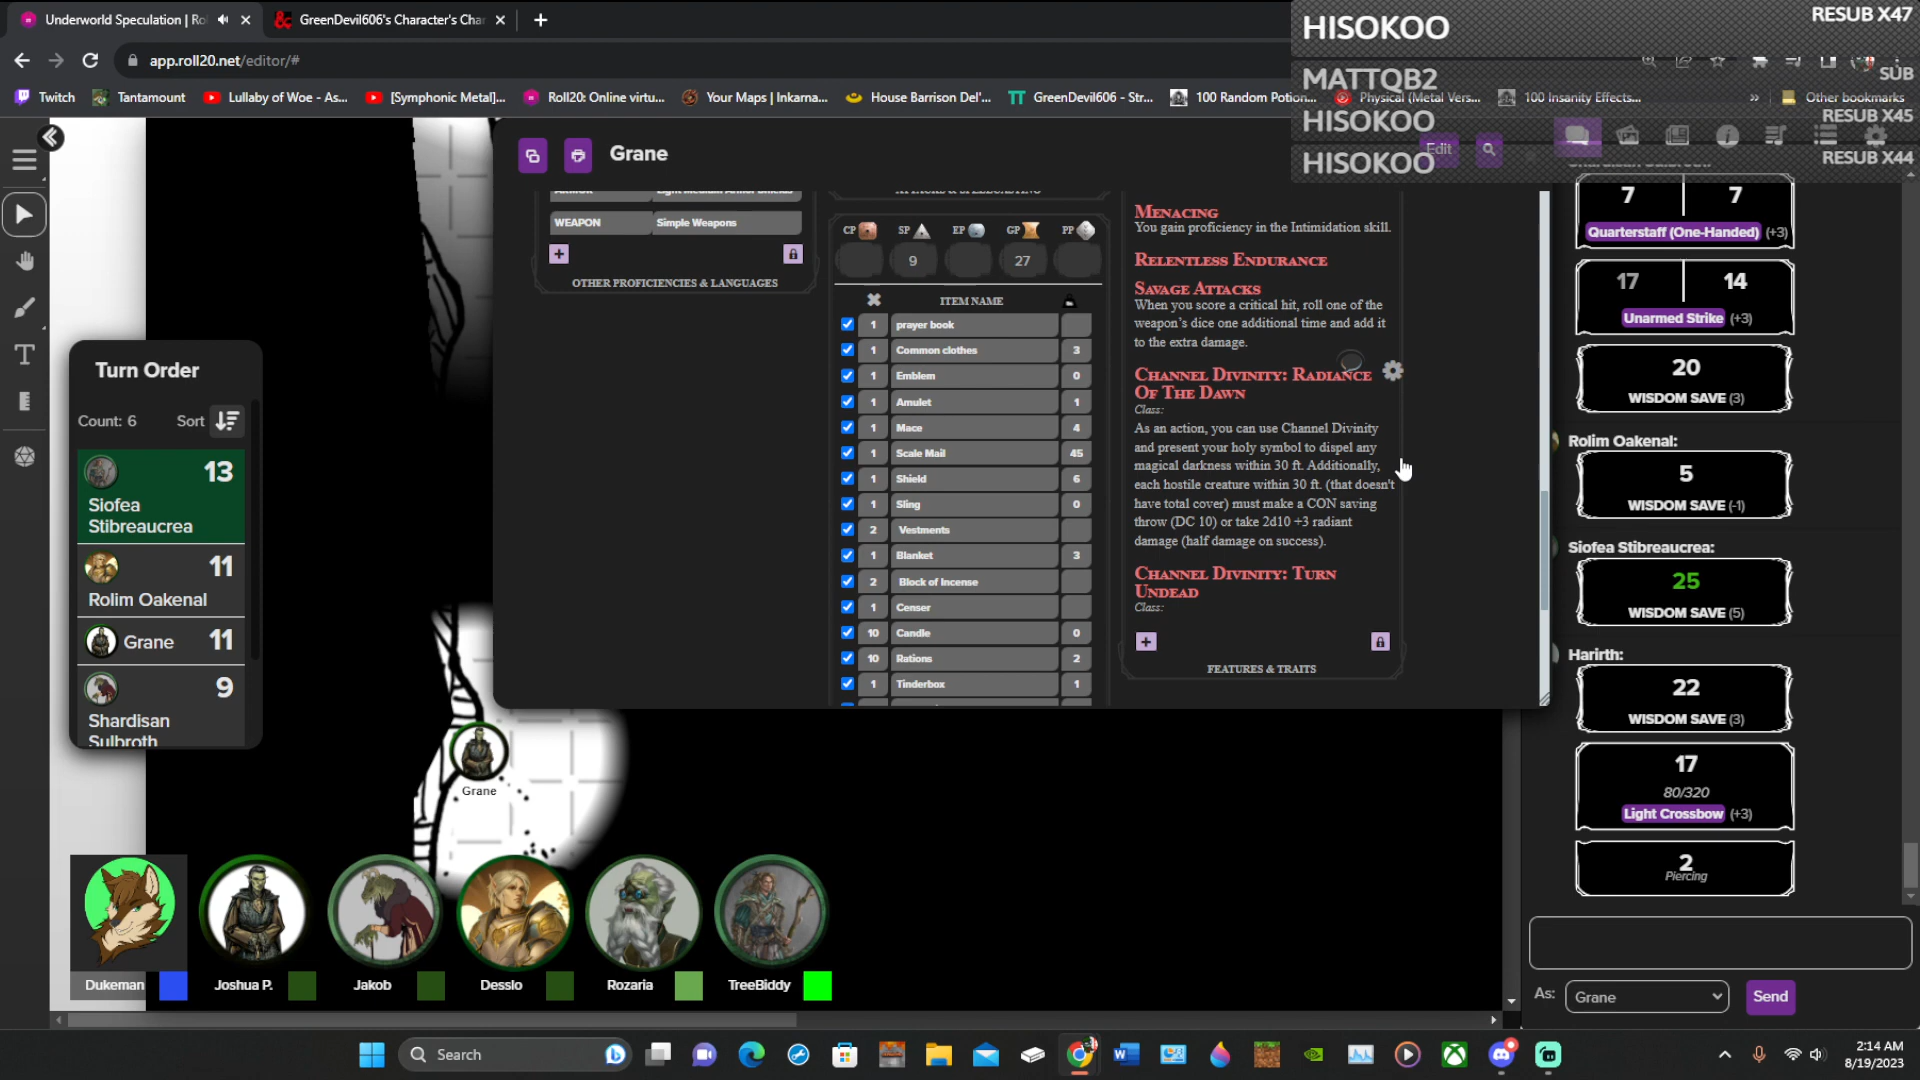 Underworld Speculation | Ro
GreenDevil606's Character's Char
app.roll20.net/editor/#
HISOKOO
RESUB X47
MATTQB2
SUB
HISOKOO
RESUB X45
HISOKOO
RESUB X44
Twitch
Tantamount
Lullaby of Woe - As...
[Symphonic Metal]...
Roll20: Online virtu...
Your Maps | Inkarna...
House Barrison Del'...
GreenDevil606 - Str...
100 Random Potion...
Physical (Metal Vers...
100 Insanity Effects...
»
Other bookmarks
Grane
Edit
WEAPON
Simple Weapons
OTHER PROFICIENCIES & LANGUAGES
ATTACKS & SPELLCASTING
CP
SP
EP
GP
PP
9
27
ITEM NAME
1 prayer book
1 Common clothes 3
1 Emblem 0
1 Amulet 1
1 Mace 4
1 Scale Mail 45
1 Shield 6
1 Sling 0
2 Vestments
1 Blanket 3
2 Block of Incense
1 Censer
10 Candle 0
10 Rations 2
1 Tinderbox 1
MENACING
You gain proficiency in the Intimidation skill.
RELENTLESS ENDURANCE
SAVAGE ATTACKS
When you score a critical hit, roll one of the
weapon's dice one additional time and add it
to the extra damage.
CHANNEL DIVINITY: RADIANCE
OF THE DAWN
Class:
As an action, you can use Channel Divinity
and present your holy symbol to dispel any
magical darkness within 30 ft. Additionally,
each hostile creature within 30 ft. (that doesn't
have total cover) must make a CON saving
throw (DC 10) or take 2d10 +3 radiant
damage (half damage on success).
CHANNEL DIVINITY: TURN
UNDEAD
Class:
FEATURES & TRAITS
Turn Order
Count: 6
Sort
13
Siofea
Stibreaucrea
11
Rolim Oakenal
Grane
11
9
Shardisan
Sulbroth
Grane
Dukeman
Joshua P.
Jakob
Desslo
Rozaria
TreeBiddy
7 7
Quarterstaff (One-Handed) (+3)
17 14
Unarmed Strike (+3)
20
WISDOM SAVE (3)
Rolim Oakenal:
5
WISDOM SAVE (-1)
Siofea Stibreaucrea:
25
WISDOM SAVE (5)
Harirth:
22
WISDOM SAVE (3)
17
80/320
Light Crossbow (+3)
2
Piercing
As:
Grane
Send
Search
2:14 AM
8/19/2023